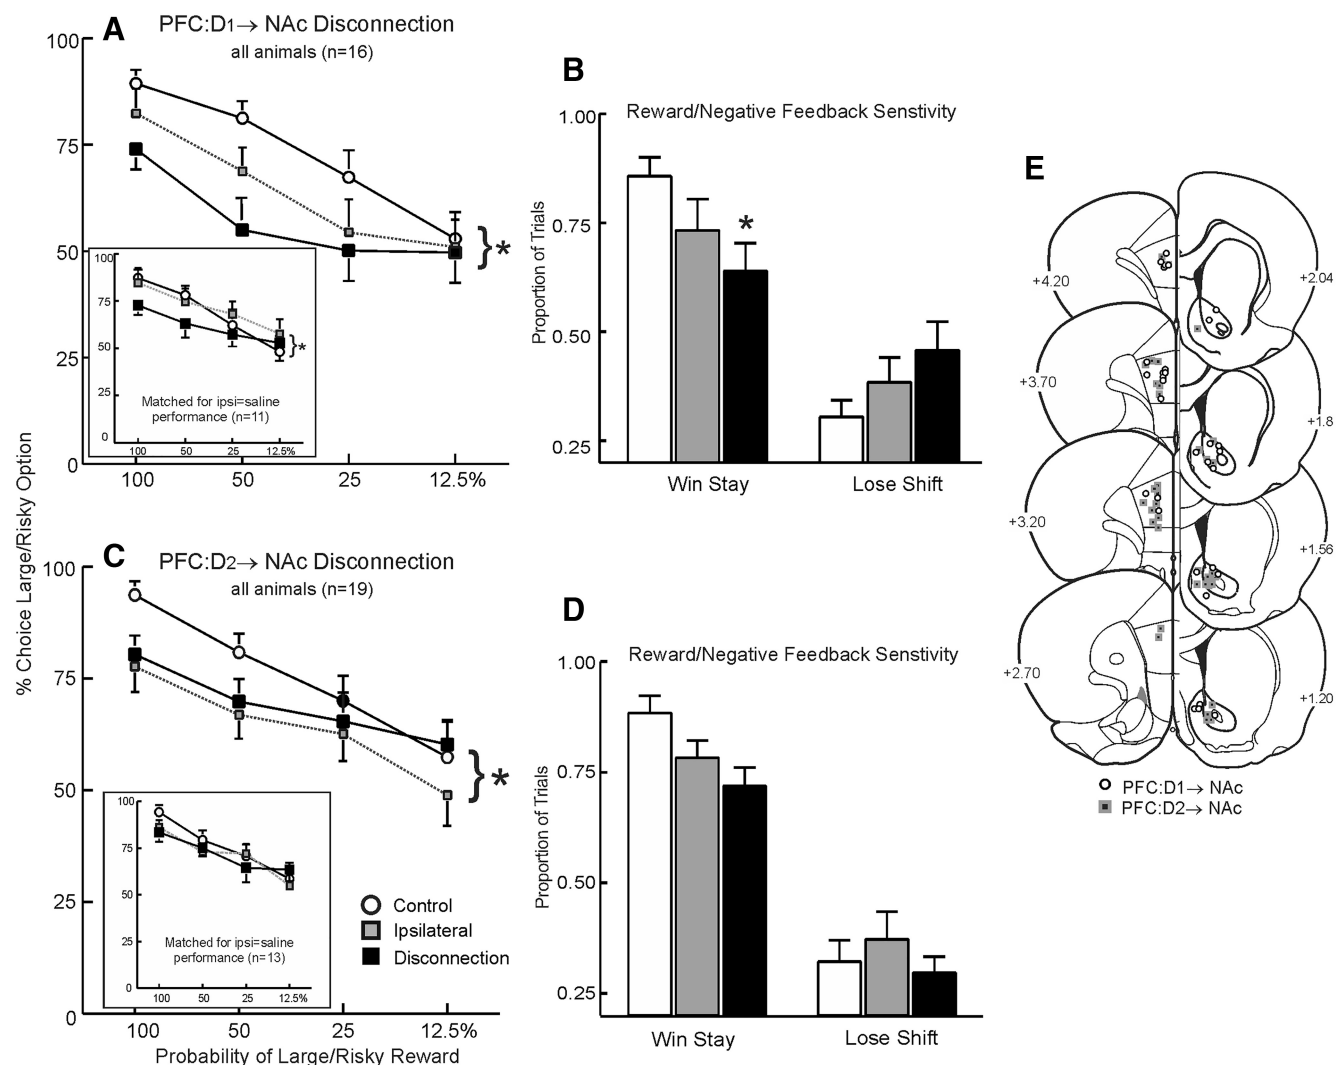 A
PFC:D1→ NAc Disconnection
all animals (n=16)
100
75
50
25
0
100
50
25
12.5%
}*
100
75
50
25
0
100
50
25
12.5%
}*
Matched for ipsi=saline
performance (n=11)
B
Reward/Negative Feedback Senstivity
Proportion of Trials
1.00
0.75
0.50
0.25
*
Win Stay
Lose Shift
% Choice Large/Risky Option
C
PFC:D2→ NAc Disconnection
all animals (n=19)
100
75
50
25
0
100
50
25
12.5%
}*
100
75
50
25
0
100
50
25
12.5%
Matched for ipsi=saline
performance (n=13)
Control
Ipsilateral
Disconnection
Probability of Large/Risky Reward
D
Reward/Negative Feedback Senstivity
Proportion of Trials
1.00
0.75
0.50
0.25
Win Stay
Lose Shift
E
+4.20
+2.04
+3.70
+1.8
+3.20
+1.56
+2.70
+1.20
PFC:D1→ NAc
PFC:D2→ NAc